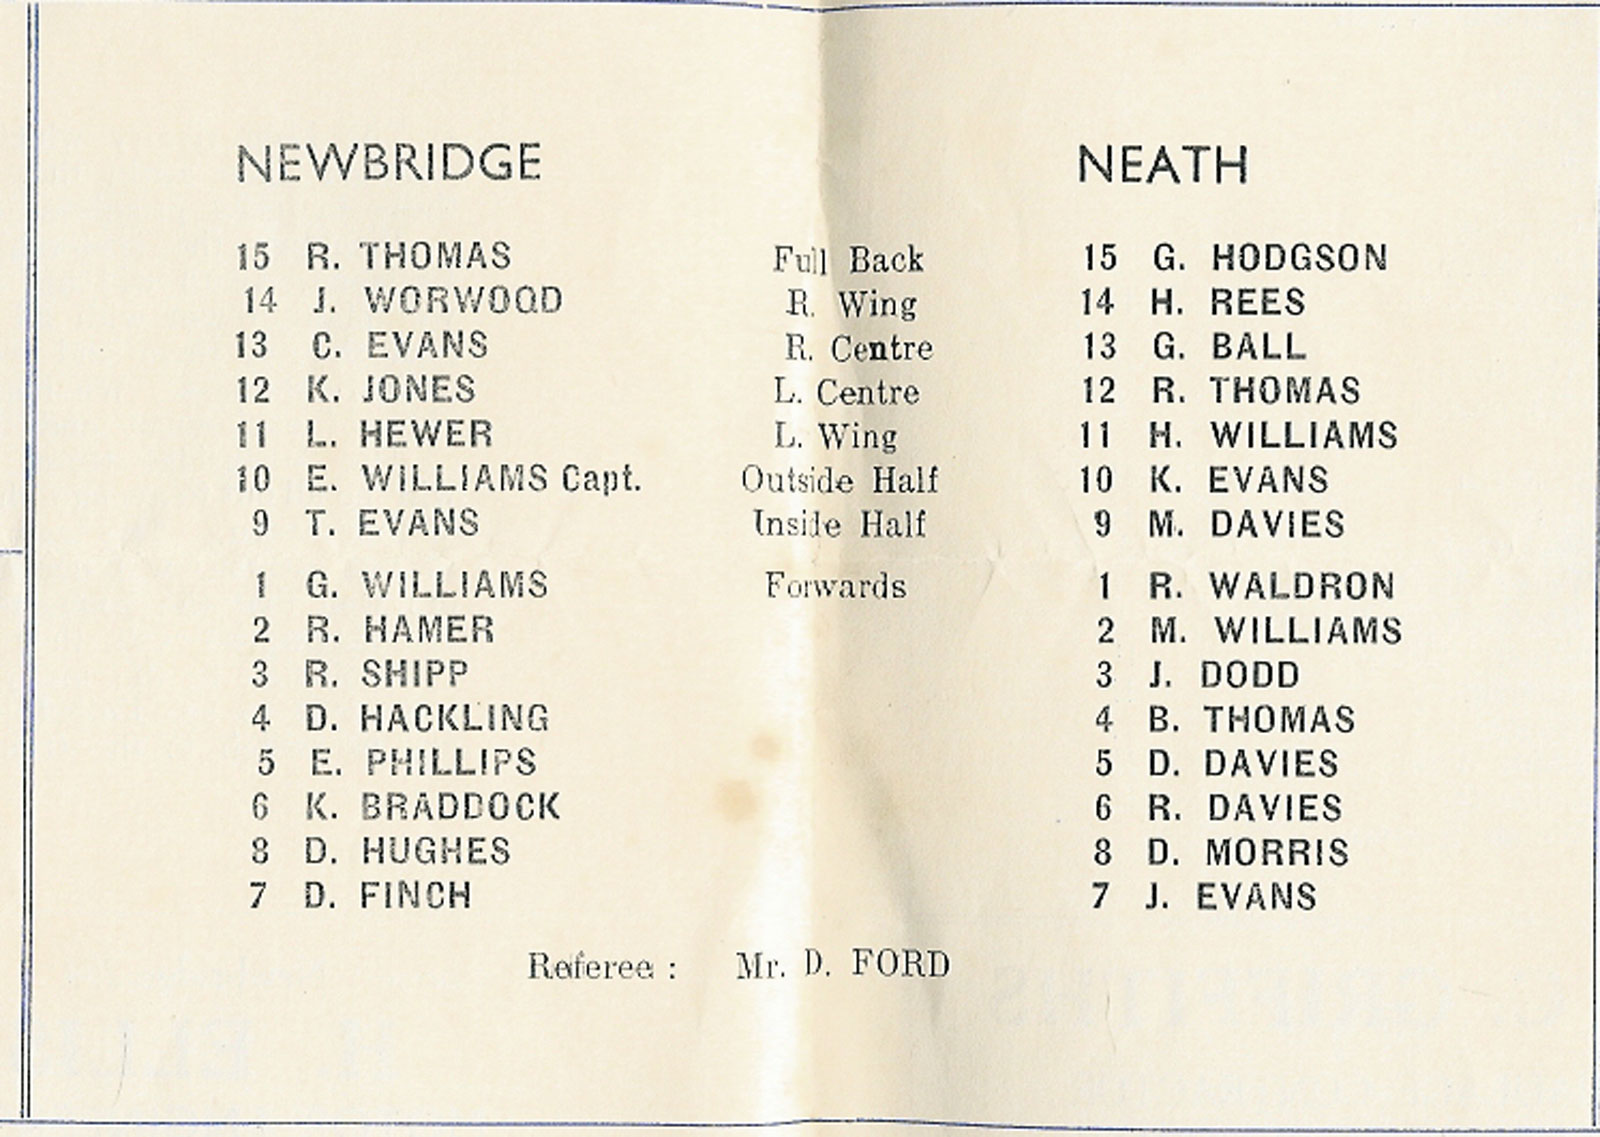 NEWBRIDGE NEATH
15 R. THOMAS Full Back 15 G. HODGSON
14 J. WORWOOD R. Wing 14 H. REES
13 C. EVANS R. Centre 13 G. BALL
12 K. JONES L. Centre 12 R. THOMAS
11 L. HEWER L. Wing 11 H. WILLIAMS
10 E. WILLIAMS Capt. Outside Half 10 K. EVANS
9 T. EVANS Inside Half 9 M. DAVIES
1 G. WILLIAMS Forwards 1 R. WALDRON
2 R. HAMER 2 M. WILLIAMS
3 R. SHIPP 3 J. DODD
4 D. HACKLING 4 B. THOMAS
5 E. PHILLIPS 5 D. DAVIES
6 K. BRADDOCK 6 R. DAVIES
8 D. HUGHES 8 D. MORRIS
7 D. FINCH 7 J. EVANS
Referee : Mr. D. FORD